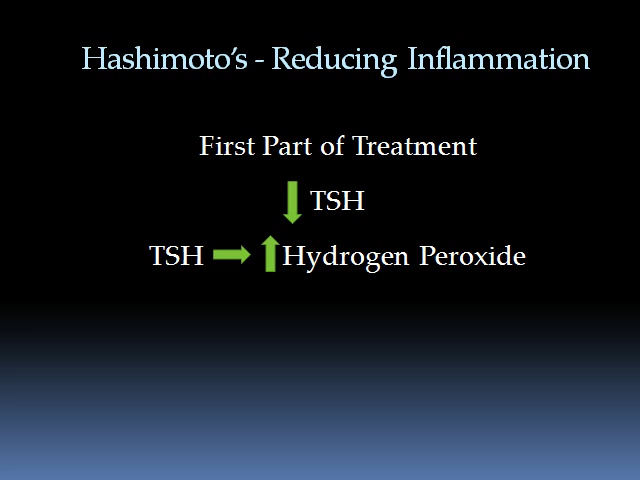 Hashimoto’s - Reducing Inflammation
First Part of Treatment
TSH
TSH Hydrogen Peroxide